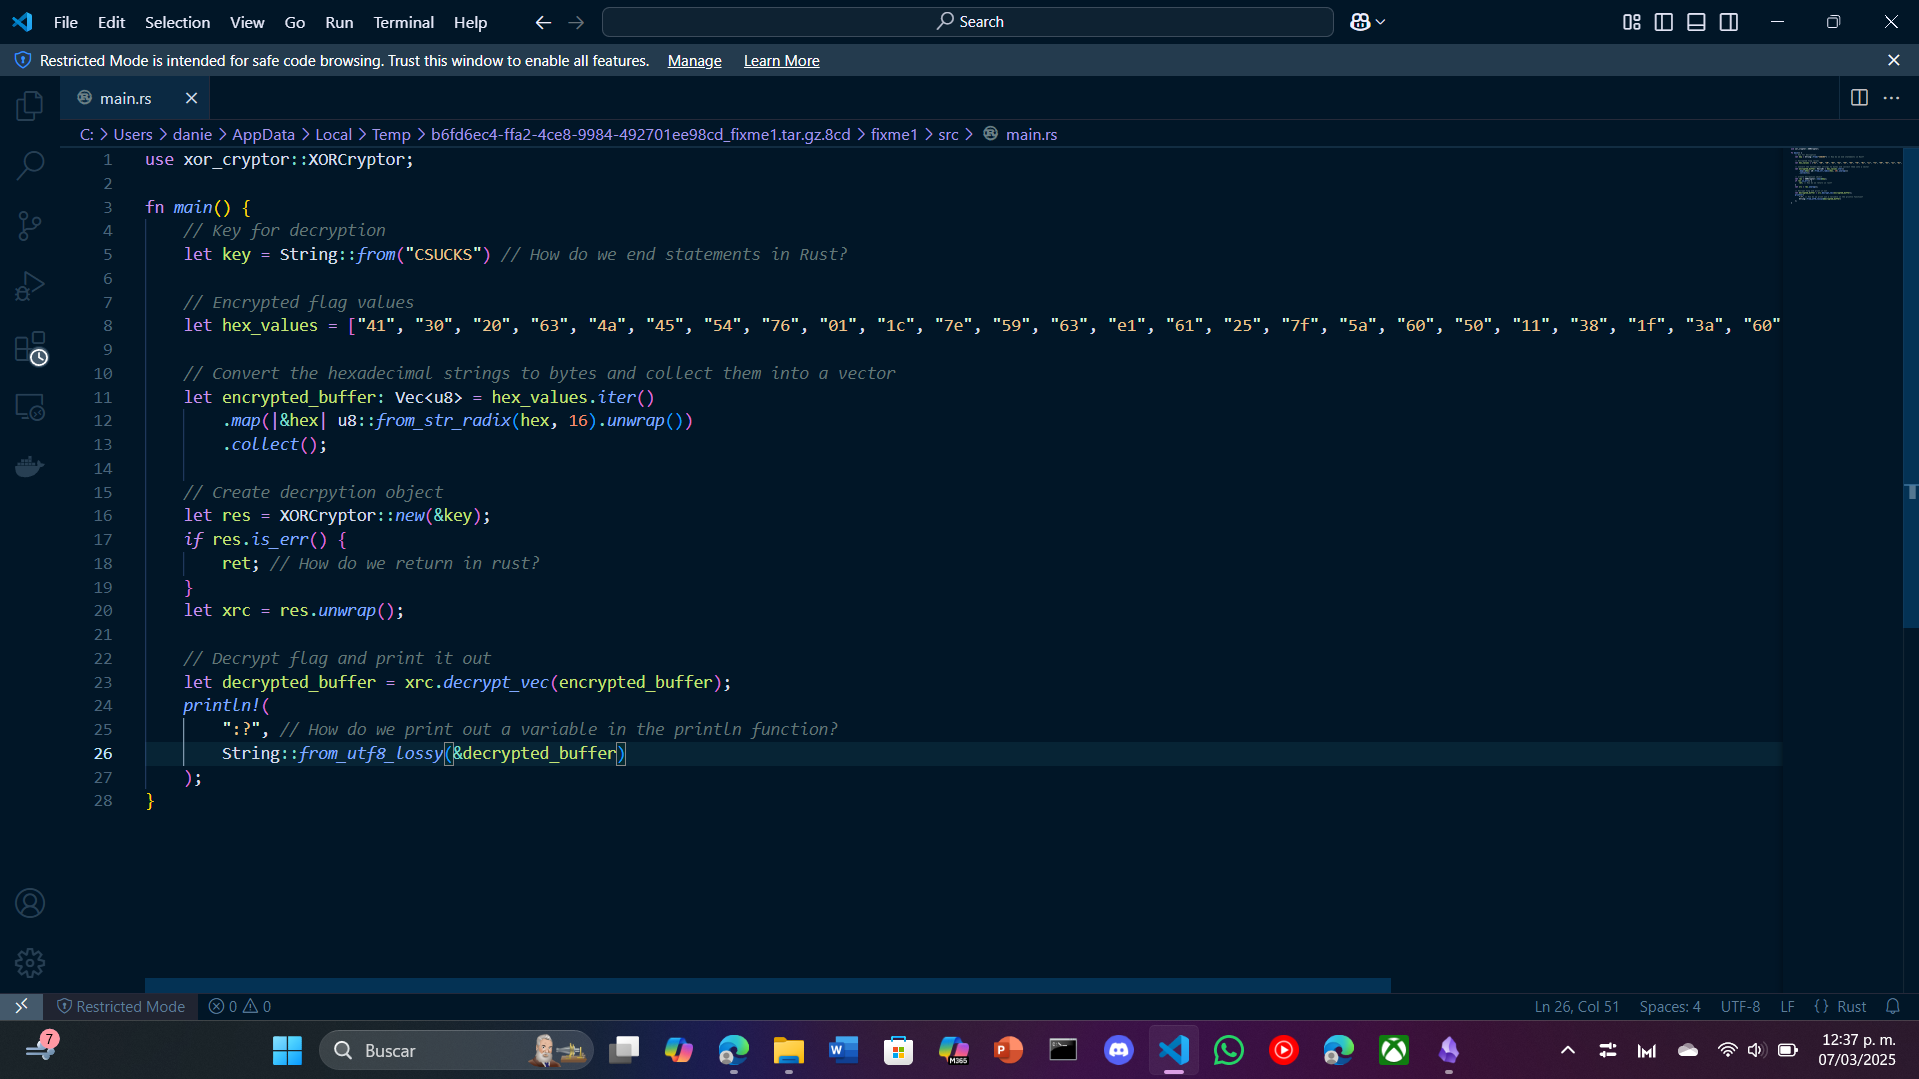 File Edit Selection View Go Run Terminal Help Search
Restricted Mode is intended for safe code browsing. Trust this window to enable all features. Manage Learn More
main.rs
C: > Users > danie > AppData > Local > Temp > b6fd6ec4-ffa2-4ce8-9984-492701ee98cd_fixme1.tar.gz.8cd > fixme1 > src > main.rs
1 use xor_cryptor::XORCryptor;
2
3 fn main() {
4 // Key for decryption
5 let key = String::from("CSUCKS") // How do we end statements in Rust?
6
7 // Encrypted flag values
8 let hex_values = ["41", "30", "20", "63", "4a", "45", "54", "76", "01", "1c", "7e", "59", "63", "e1", "61", "25", "7f", "5a", "60", "50", "11", "38", "1f", "3a", "60"
9
10 // Convert the hexadecimal strings to bytes and collect them into a vector
11 let encrypted_buffer: Vec<u8> = hex_values.iter()
12 .map(|&hex| u8::from_str_radix(hex, 16).unwrap())
13 .collect();
14
15 // Create decrpytion object
16 let res = XORCryptor::new(&key);
17 if res.is_err() {
18 ret; // How do we return in rust?
19 }
20 let xrc = res.unwrap();
21
22 // Decrypt flag and print it out
23 let decrypted_buffer = xrc.decrypt_vec(encrypted_buffer);
24 println!(
25 ":?", // How do we print out a variable in the println function?
26 String::from_utf8_lossy(&decrypted_buffer)
27 );
28 }
Restricted Mode 0 0 Ln 26, Col 51 Spaces: 4 UTF-8 LF {} Rust
7 Buscar 12:37 p. m.
07/03/2025